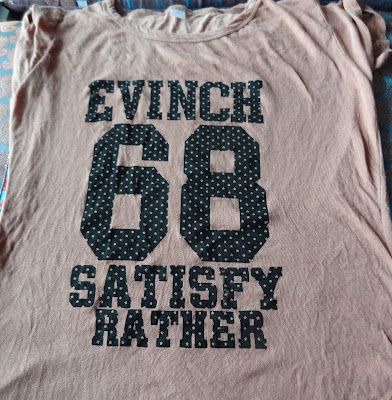 EVINCH
68
SATISFY
RATHER